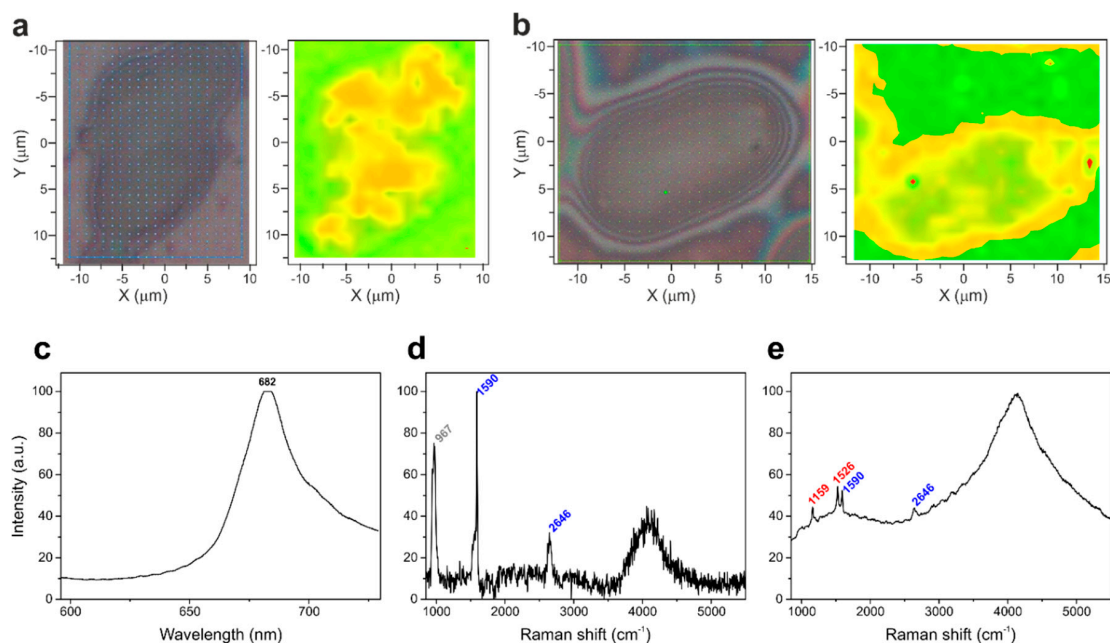 a
b
-10
-5
0
5
10
Y (μm)
-10 -5 0 5 10
X (μm)
-10 -5 0 5 10
X (μm)
-10
-5
0
5
10
Y (μm)
-10 -5 0 5 10 15
X (μm)
-10 -5 0 5 10 15
X (μm)
c
d
e
100
80
60
40
20
0
Intensity (a.u.)
682
600 650 700
Wavelength (nm)
100
80
60
40
20
0
967
1590
2646
1000 2000 3000 4000 5000
Raman shift (cm⁻¹)
100
80
60
40
20
0
1159
1526
1590
2646
1000 2000 3000 4000 5000
Raman shift (cm⁻¹)